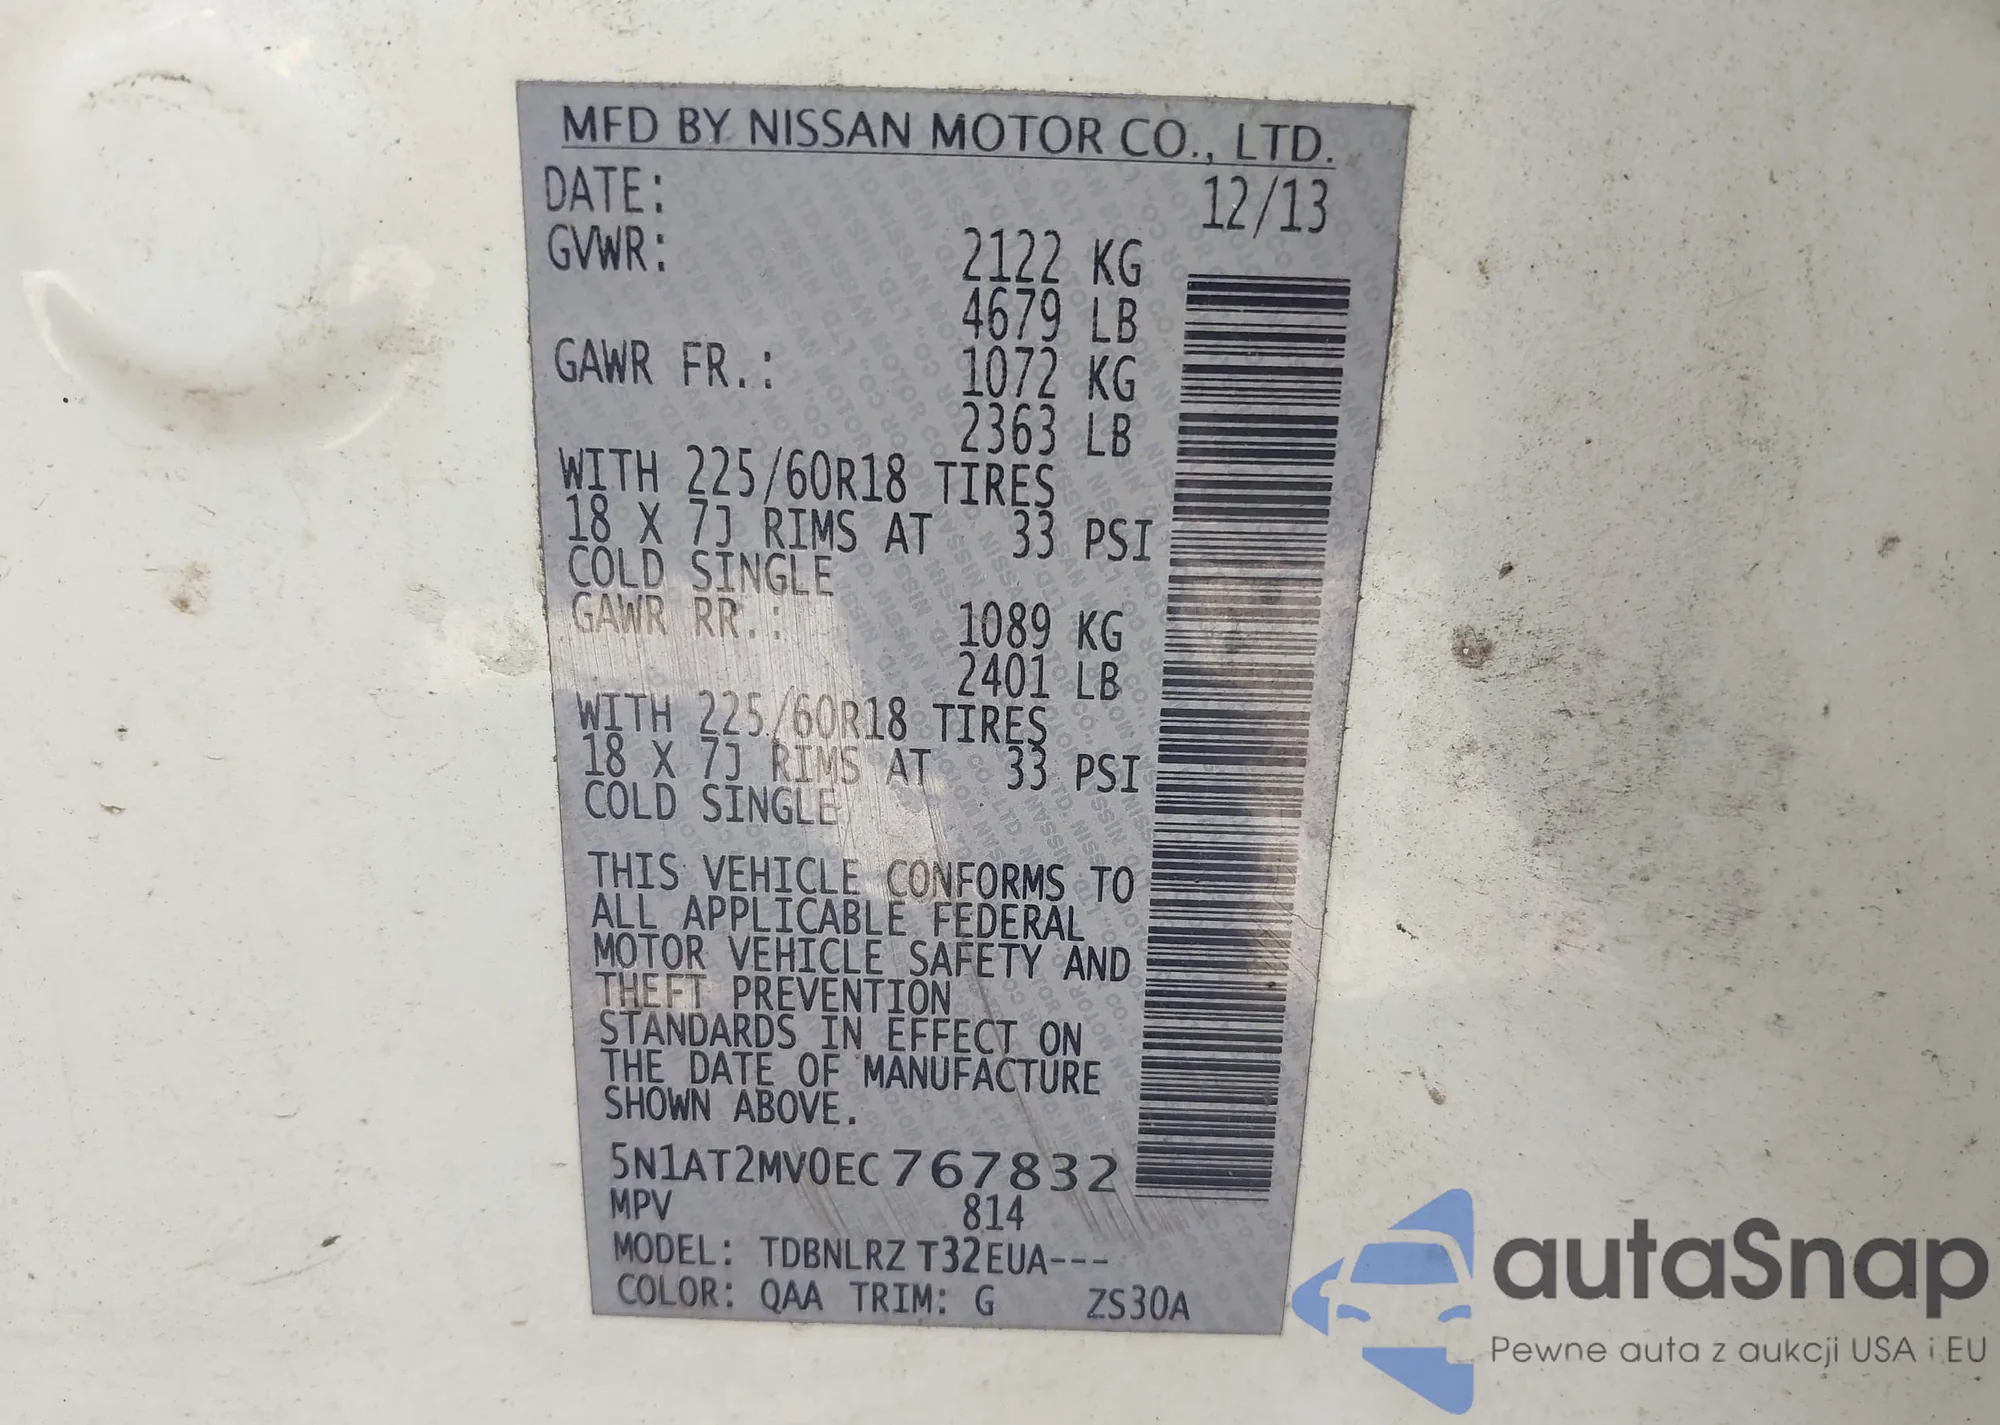 MFD BY NISSAN MOTOR CO., LTD.
DATE: 12/13
GVWR: 2122 KG
4679 LB
GAWR FR.: 1072 KG
2363 LB
WITH 225/60R18 TIRES
18 X 7J RIMS AT 33 PSI
COLD SINGLE
GAWR RR.: 1089 KG
2401 LB
WITH 225/60R18 TIRES
18 X 7J RIMS AT 33 PSI
COLD SINGLE
THIS VEHICLE CONFORMS TO
ALL APPLICABLE FEDERAL
MOTOR VEHICLE SAFETY AND
THEFT PREVENTION
STANDARDS IN EFFECT ON
THE DATE OF MANUFACTURE
SHOWN ABOVE.
5N1AT2MV0EC767832
MPV 814
MODEL: TDBNLRZ T32EUA---
COLOR: QAA TRIM: G ZS30A
autaSnap
Pewne auta z aukcji USA i EU